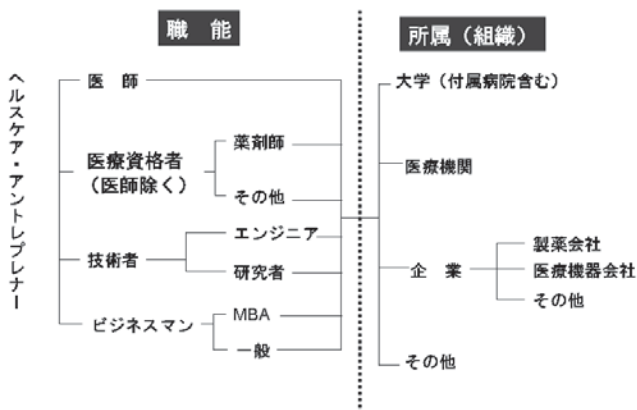 職 能
所属（組織）
ヘルスケア・アントレプレナー
医 師
医療資格者
（医師除く）
薬剤師
その他
技術者
エンジニア
研究者
ビジネスマン
MBA
一般
大学（付属病院含む）
医療機関
企 業
製薬会社
医療機器会社
その他
その他